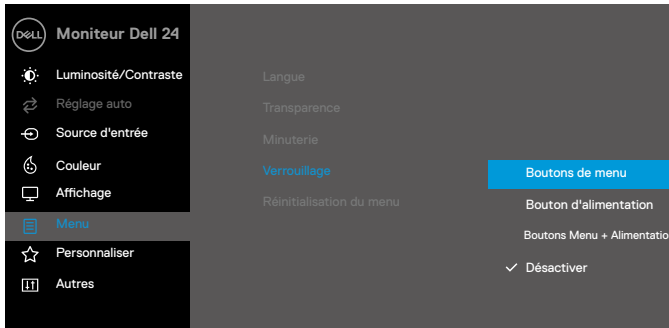 DELL
Moniteur Dell 24
Luminosité/Contraste
Réglage auto
Source d'entrée
Couleur
Affichage
Menu
Personnaliser
Autres
Langue
Transparence
Minuterie
Verrouillage
Réinitialisation du menu
Boutons de menu
Bouton d'alimentation
Boutons Menu + Alimentatio
Désactiver